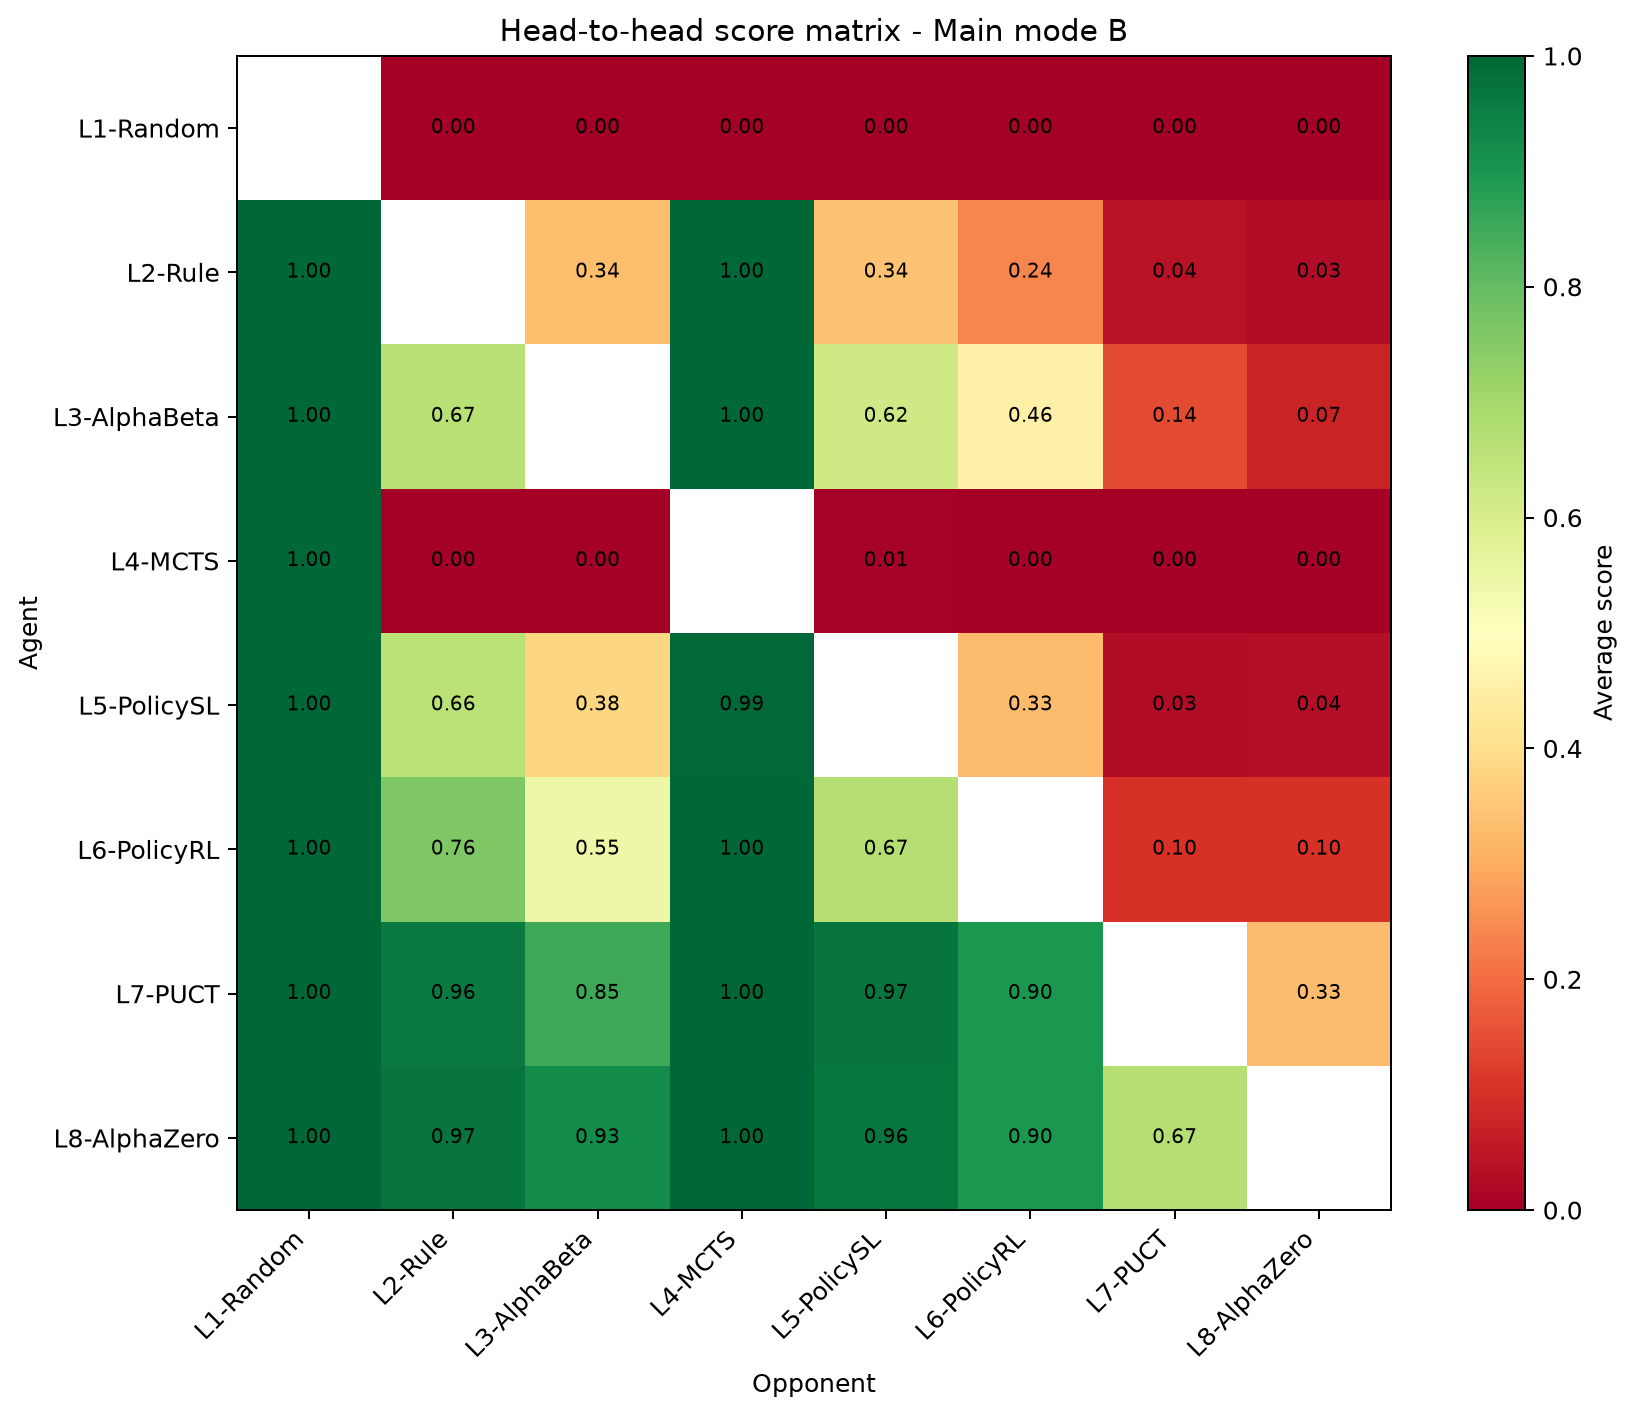 Head-to-head score matrix - Main mode B
L1-Random 0.00 0.00 0.00 0.00 0.00 0.00 0.00
L2-Rule 1.00 0.34 1.00 0.34 0.24 0.04 0.03
L3-AlphaBeta 1.00 0.67 1.00 0.62 0.46 0.14 0.07
L4-MCTS 1.00 0.00 0.00 0.01 0.00 0.00 0.00
L5-PolicySL 1.00 0.66 0.38 0.99 0.33 0.03 0.04
L6-PolicyRL 1.00 0.76 0.55 1.00 0.67 0.10 0.10
L7-PUCT 1.00 0.96 0.85 1.00 0.97 0.90 0.33
L8-AlphaZero 1.00 0.97 0.93 1.00 0.96 0.90 0.67
L1-Random L2-Rule L3-AlphaBeta L4-MCTS L5-PolicySL L6-PolicyRL L7-PUCT L8-AlphaZero
Opponent
Agent
1.0
0.8
0.6
0.4
0.2
0.0
Average score